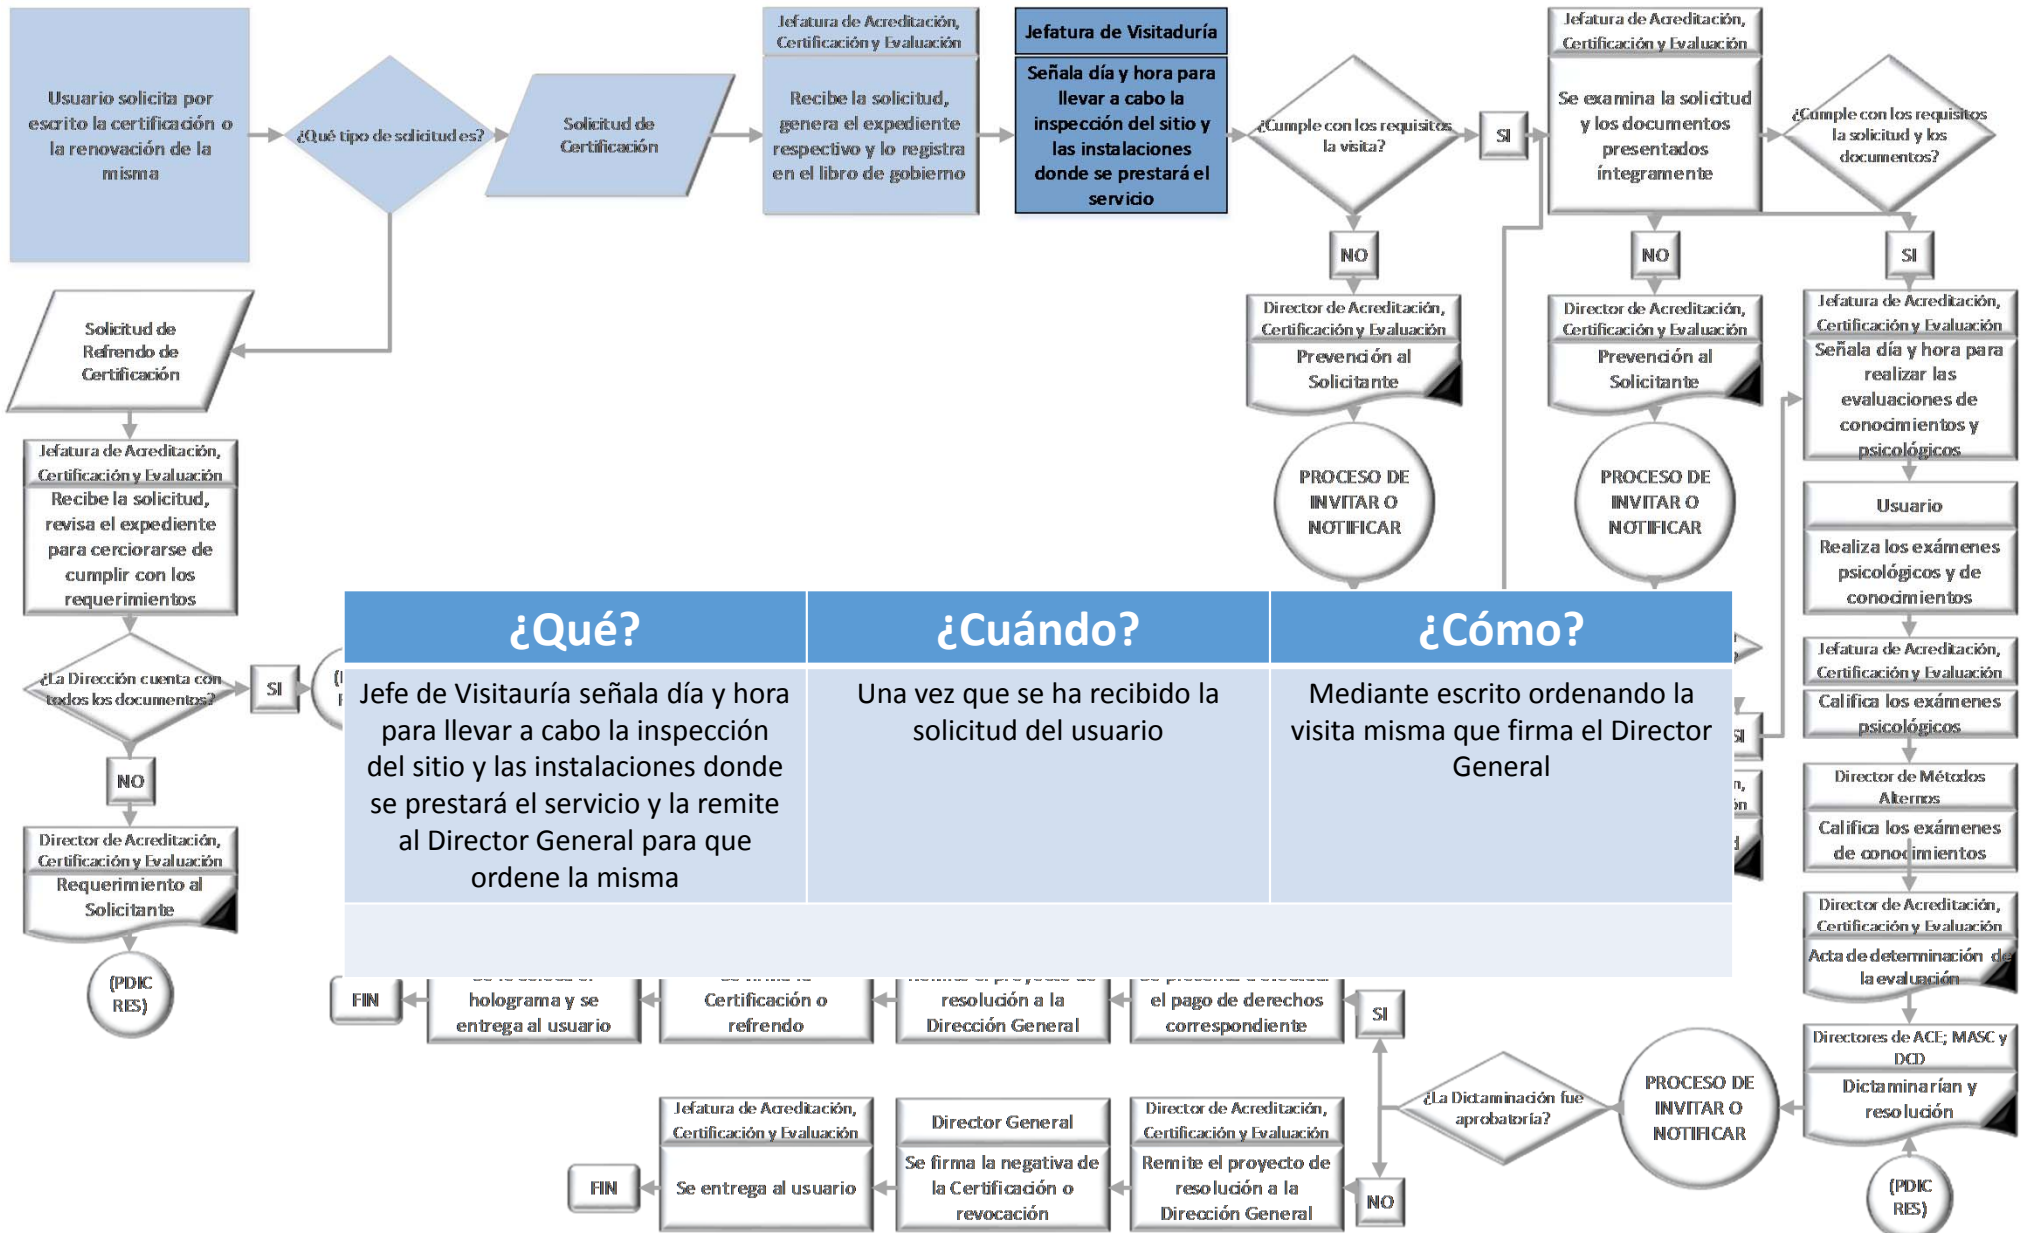 Usuario solicita por
escrito la certificación o
la renovación de la
misma
¿Qué tipo de solicitud es?
Solicitud de
Certificación
Jefatura de Acreditación,
Certificación y Evaluación
Recibe la solicitud,
genera el expediente
respectivo y lo registra
en el libro de gobierno
Jefatura de Visitaduría
Señala día y hora para
llevar a cabo la
inspección del sitio y
las instalaciones
donde se prestará el
servicio
¿Cumple con los requisitos
la visita?
SI
Jefatura de Acreditación,
Certificación y Evaluación
Se examina la solicitud
y los documentos
presentados
íntegramente
¿Cumple con los requisitos
la solicitud y los
documentos?
NO
NO
SI
Solicitud de
Refrendo de
Certificación
Director de Acreditación,
Certificación y Evaluación
Prevención al
Solicitante
Director de Acreditación,
Certificación y Evaluación
Prevención al
Solicitante
Jefatura de Acreditación,
Certificación y Evaluación
Señala día y hora para
realizar las
evaluaciones de
conocimientos y
psicológicos
Jefatura de Acreditación,
Certificación y Evaluación
Recibe la solicitud,
revisa el expediente
para cerciorarse de
cumplir con los
requerimientos
PROCESO DE
INVITAR O
NOTIFICAR
PROCESO DE
INVITAR O
NOTIFICAR
Usuario
Realiza los exámenes
psicológicos y de
conocimientos
¿La Dirección cuenta con
todos los documentos?
SI
¿Qué?
¿Cuándo?
¿Cómo?
Jefe de Visitauría señala día y hora
para llevar a cabo la inspección
del sitio y las instalaciones donde
se prestará el servicio y la remite
al Director General para que
ordene la misma
Una vez que se ha recibido la
solicitud del usuario
Mediante escrito ordenando la
visita misma que firma el Director
General
SI
Jefatura de Acreditación,
Certificación y Evaluación
Califica los exámenes
psicológicos
NO
Director de Métodos
Alternos
Califica los exámenes
de conocimientos
Director de Acreditación,
Certificación y Evaluación
Requerimiento al
Solicitante
Director de Acreditación,
Certificación y Evaluación
Acta de determinación de
la evaluación
(PDIC
RES)
FIN
holograma y se
entrega al usuario
Certificación o
refrendo
resolución a la
Dirección General
el pago de derechos
correspondiente
SI
Directores de ACE; MASC y
DCD
Dictaminarían y
resolución
PROCESO DE
INVITAR O
NOTIFICAR
¿La Dictaminación fue
aprobatoria?
Jefatura de Acreditación,
Certificación y Evaluación
Se entrega al usuario
Director General
Se firma la negativa de
la Certificación o
revocación
Director de Acreditación,
Certificación y Evaluación
Remite el proyecto de
resolución a la
Dirección General
FIN
NO
(PDIC
RES)